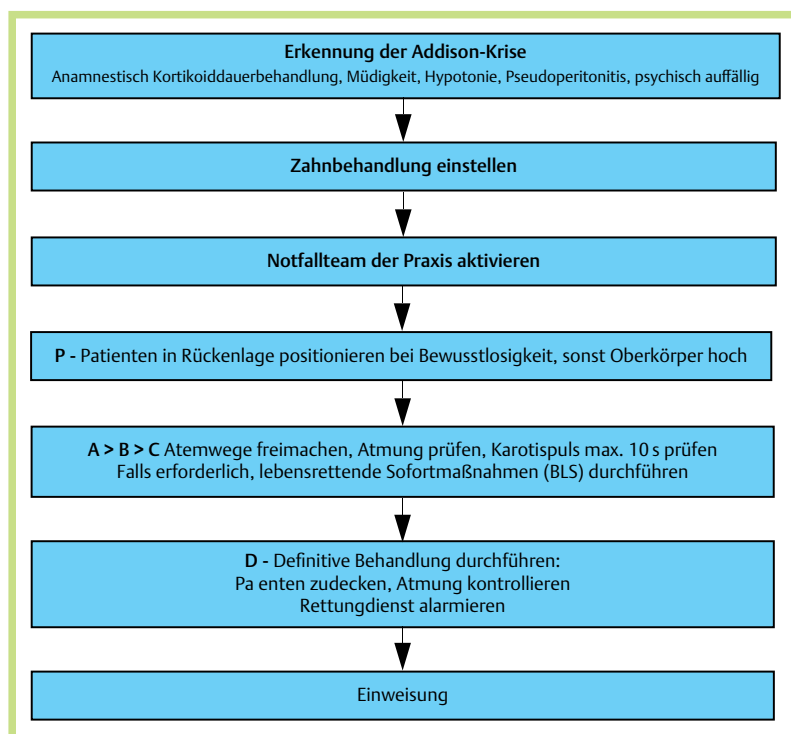 Erkennung der Addison-Krise
Anamnestisch Kortikoiddauerbehandlung, Müdigkeit, Hypotonie, Pseudoperitonitis, psychisch auffällig
Zahnbehandlung einstellen
Notfallteam der Praxis aktivieren
P - Patienten in Rückenlage positionieren bei Bewusstlosigkeit, sonst Oberkörper hoch
A > B > C Atemwege freimachen, Atmung prüfen, Karotispuls max. 10 s prüfen
Falls erforderlich, lebensrettende Sofortmaßnahmen (BLS) durchführen
D - Definitive Behandlung durchführen:
Pa enten zudecken, Atmung kontrollieren
Rettungdienst alarmieren
Einweisung